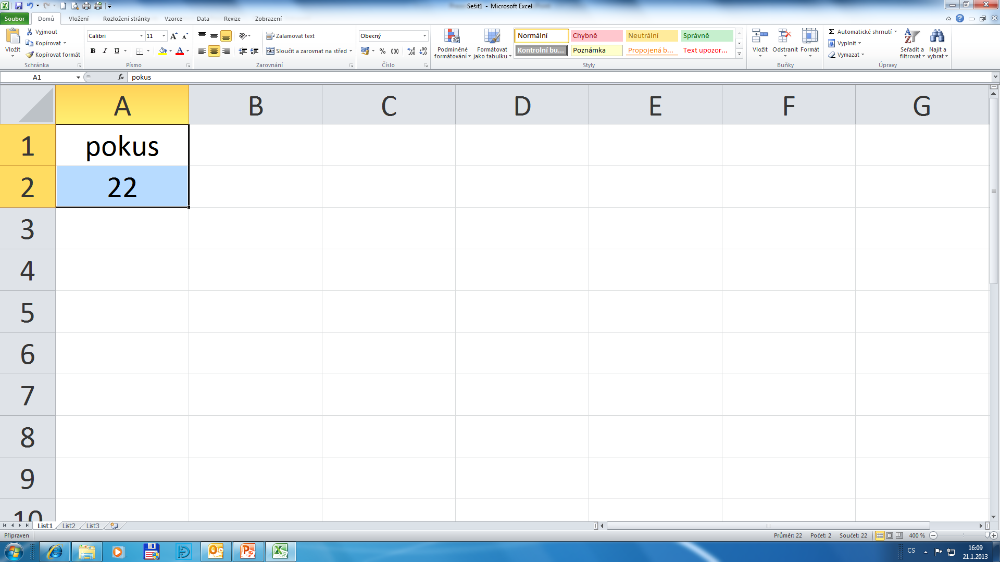 Sešit1 - Microsoft Excel
Soubor Domů Vložení Rozložení stránky Vzorce Data Revize Zobrazení
Vložit
Vyjmout
Kopírovat
Kopírovat formát
Schránka
Calibri 11
B I U
Písmo
Zalamovat text
Sloučit a zarovnat na střed
Zarovnání
Obecný
% 000
Číslo
Podmíněné formátování
Formátovat jako tabulku
Normální Chybně Neutrální Správně
Kontrolní bu... Poznámka Propojená b... Text upozor...
Styly
Vložit Odstranit Formát
Buňky
Σ Automatické shrnutí
Vyplnit
Vymazat
Seřadit a filtrovat
Najít a vybrat
Úpravy
A1 fx pokus
A B C D E F G
1 pokus
2 22
3
4
5
6
7
8
9
10
List1 List2 List3
Připraven Průměr: 22 Počet: 2 Součet: 22 400 %
CS 16:09
21.1.2013